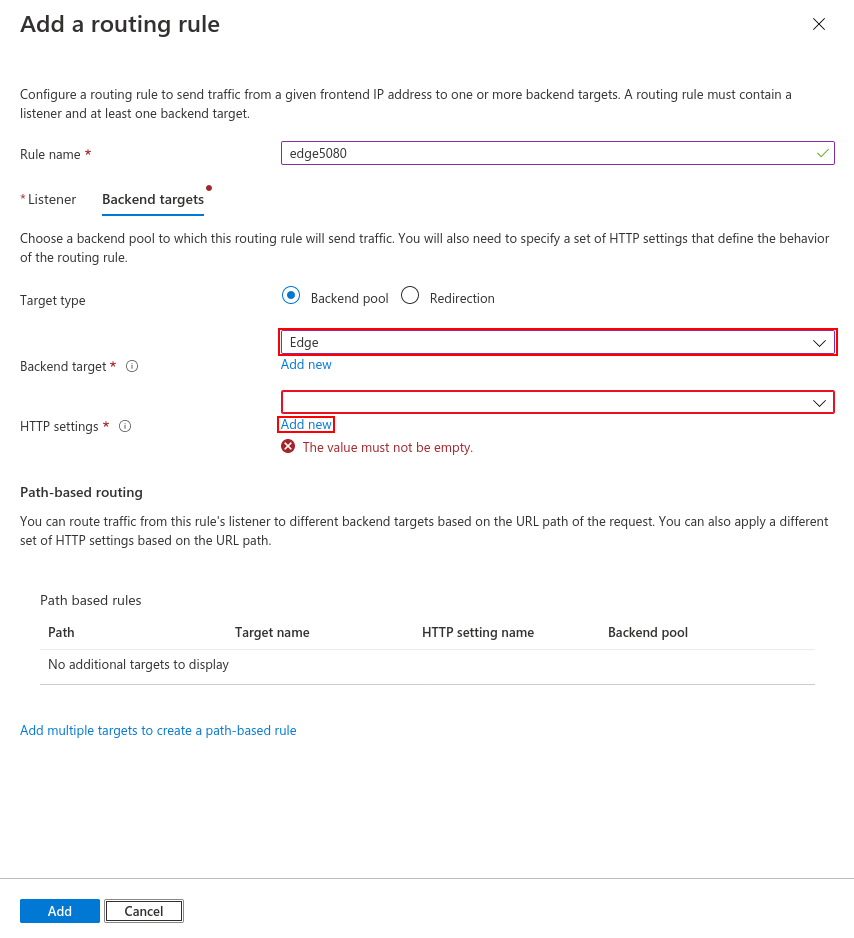 Add a routing rule
Configure a routing rule to send traffic from a given frontend IP address to one or more backend targets. A routing rule must contain a
listener and at least one backend target.
Rule name *
edge5080
* Listener
Backend targets
Choose a backend pool to which this routing rule will send traffic. You will also need to specify a set of HTTP settings that define the behavior
of the routing rule.
Target type
Backend pool
Redirection
Edge
Backend target *
Add new
HTTP settings *
Add new
The value must not be empty.
Path-based routing
You can route traffic from this rule's listener to different backend targets based on the URL path of the request. You can also apply a different
set of HTTP settings based on the URL path.
Path based rules
Path Target name HTTP setting name Backend pool
No additional targets to display
Add multiple targets to create a path-based rule
Add
Cancel